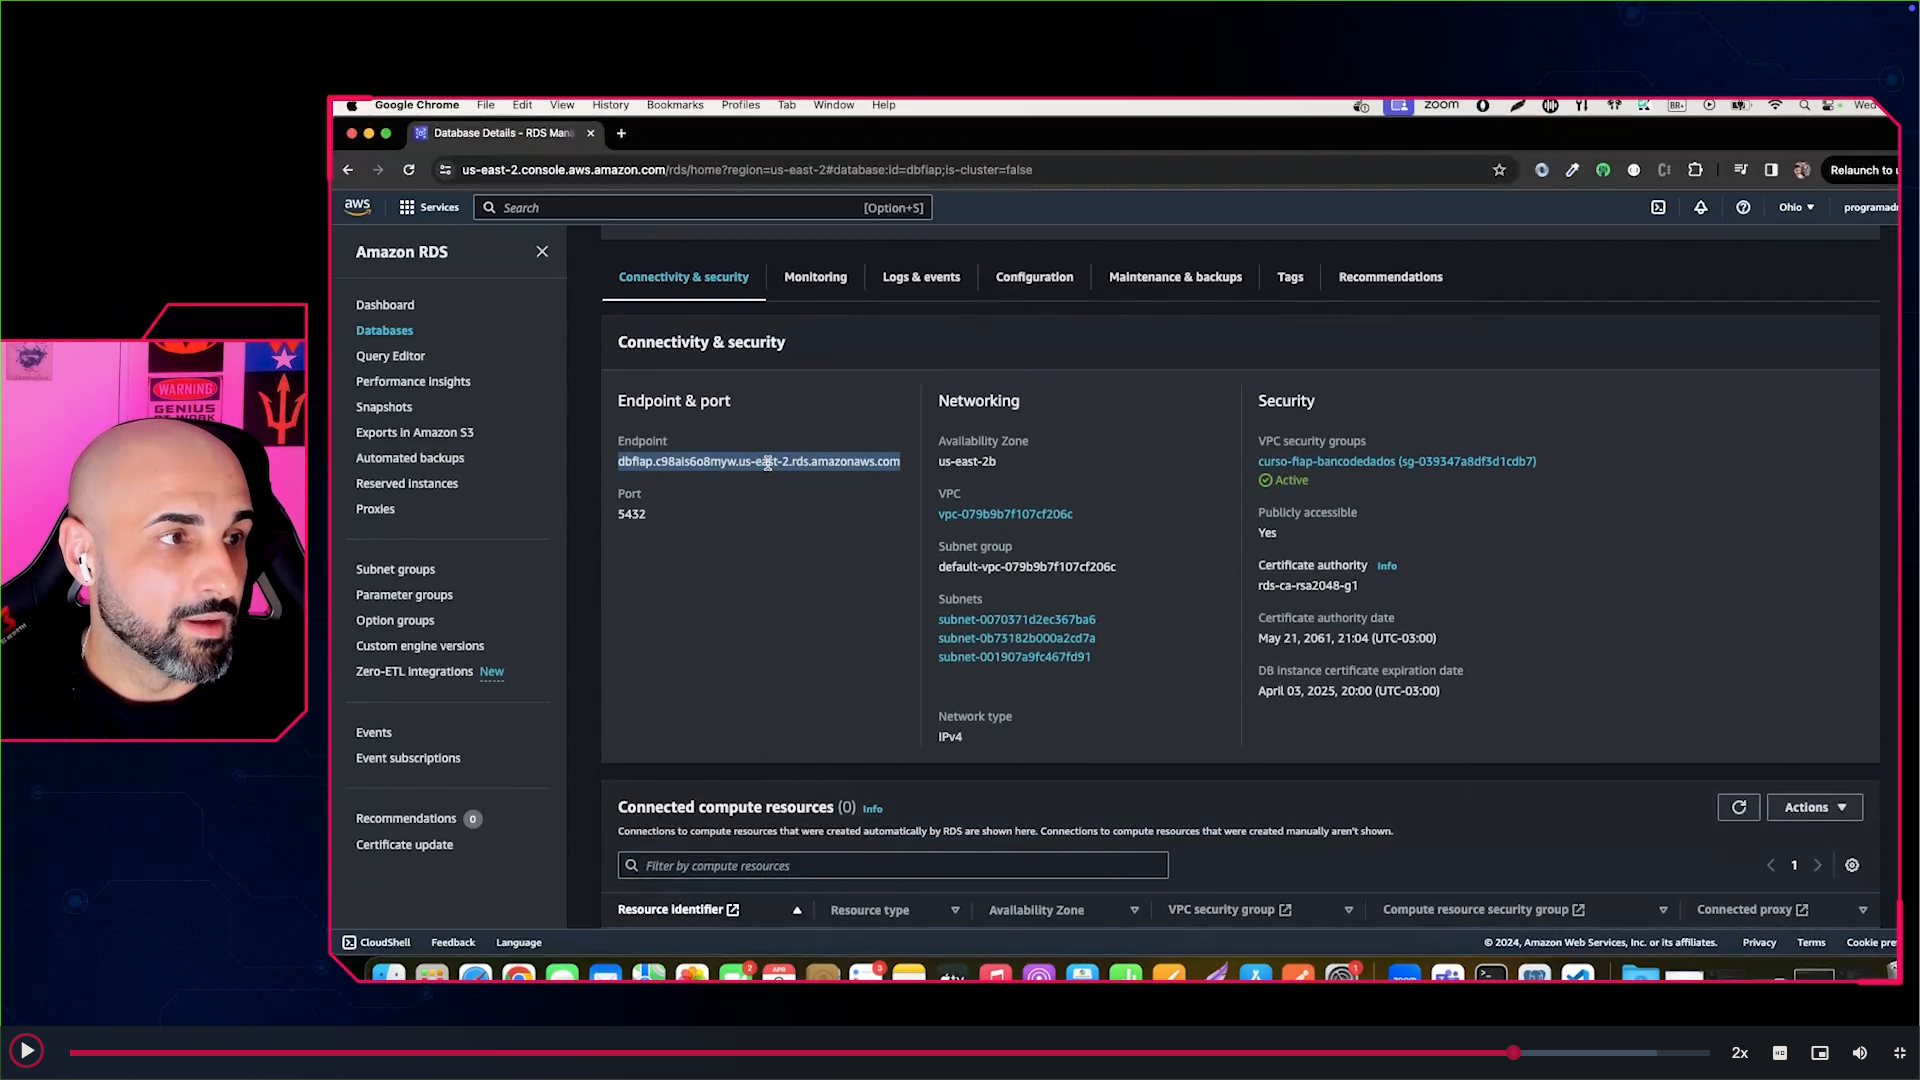 Google Chrome File Edit View History Bookmarks Profiles Tab Window Help zoom Wed
Database Details - RDS Mana
us-east-2.console.aws.amazon.com/rds/home?region=us-east-2#database:id=dbfiap;is-cluster=false
Relaunch to u
aws Services Search [Option+S] Ohio programadr
Amazon RDS
Dashboard
Databases
Query Editor
Performance insights
Snapshots
Exports in Amazon S3
Automated backups
Reserved instances
Proxies
Subnet groups
Parameter groups
Option groups
Custom engine versions
Zero-ETL integrations New
Events
Event subscriptions
Recommendations 0
Certificate update
Connectivity & security Monitoring Logs & events Configuration Maintenance & backups Tags Recommendations
Connectivity & security
Endpoint & port
Endpoint
dbfiap.c98ais6o8myw.us-east-2.rds.amazonaws.com
Port
5432
Networking
Availability Zone
us-east-2b
VPC
vpc-079b9b7f107cf206c
Subnet group
default-vpc-079b9b7f107cf206c
Subnets
subnet-0070371d2ec367ba6
subnet-0b73182b000a2cd7a
subnet-001907a9fc467fd91
Network type
IPv4
Security
VPC security groups
curso-fiap-bancodedados (sg-039347a8df3d1cdb7)
Active
Publicly accessible
Yes
Certificate authority Info
rds-ca-rsa2048-g1
Certificate authority date
May 21, 2061, 21:04 (UTC-03:00)
DB instance certificate expiration date
April 03, 2025, 20:00 (UTC-03:00)
Connected compute resources (0) Info
Connections to compute resources that were created automatically by RDS are shown here. Connections to compute resources that were created manually aren't shown.
Actions
Filter by compute resources
1
Resource identifier Resource type Availability Zone VPC security group Compute resource security group Connected proxy
CloudShell Feedback Language
© 2024, Amazon Web Services, Inc. or its affiliates. Privacy Terms Cookie pre
WARNING
GENIUS
AT WORK
2x